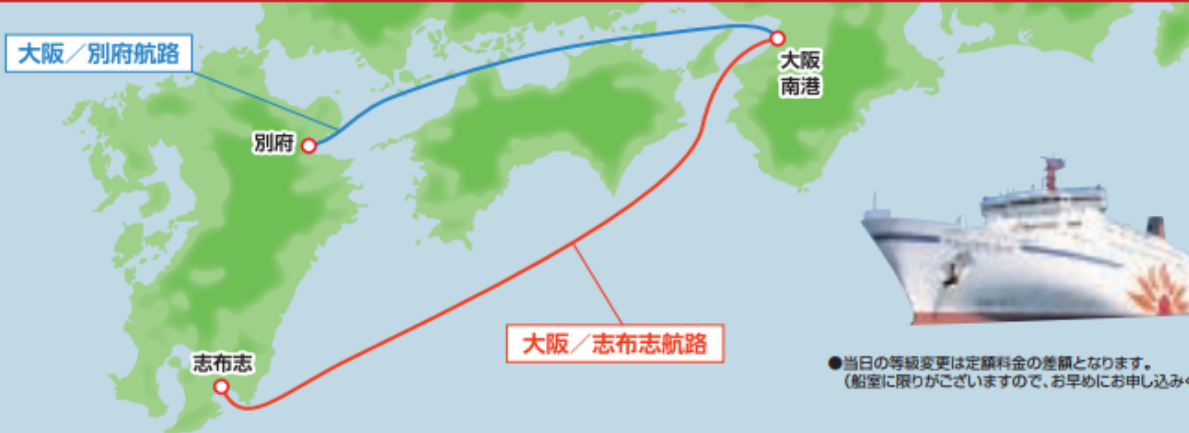 大阪／別府航路
大阪
南港
別府
大阪／志布志航路
志布志
●当日の等級変更は定額料金の差額となります。
（船室に限りがございますので、お早めにお申し込み